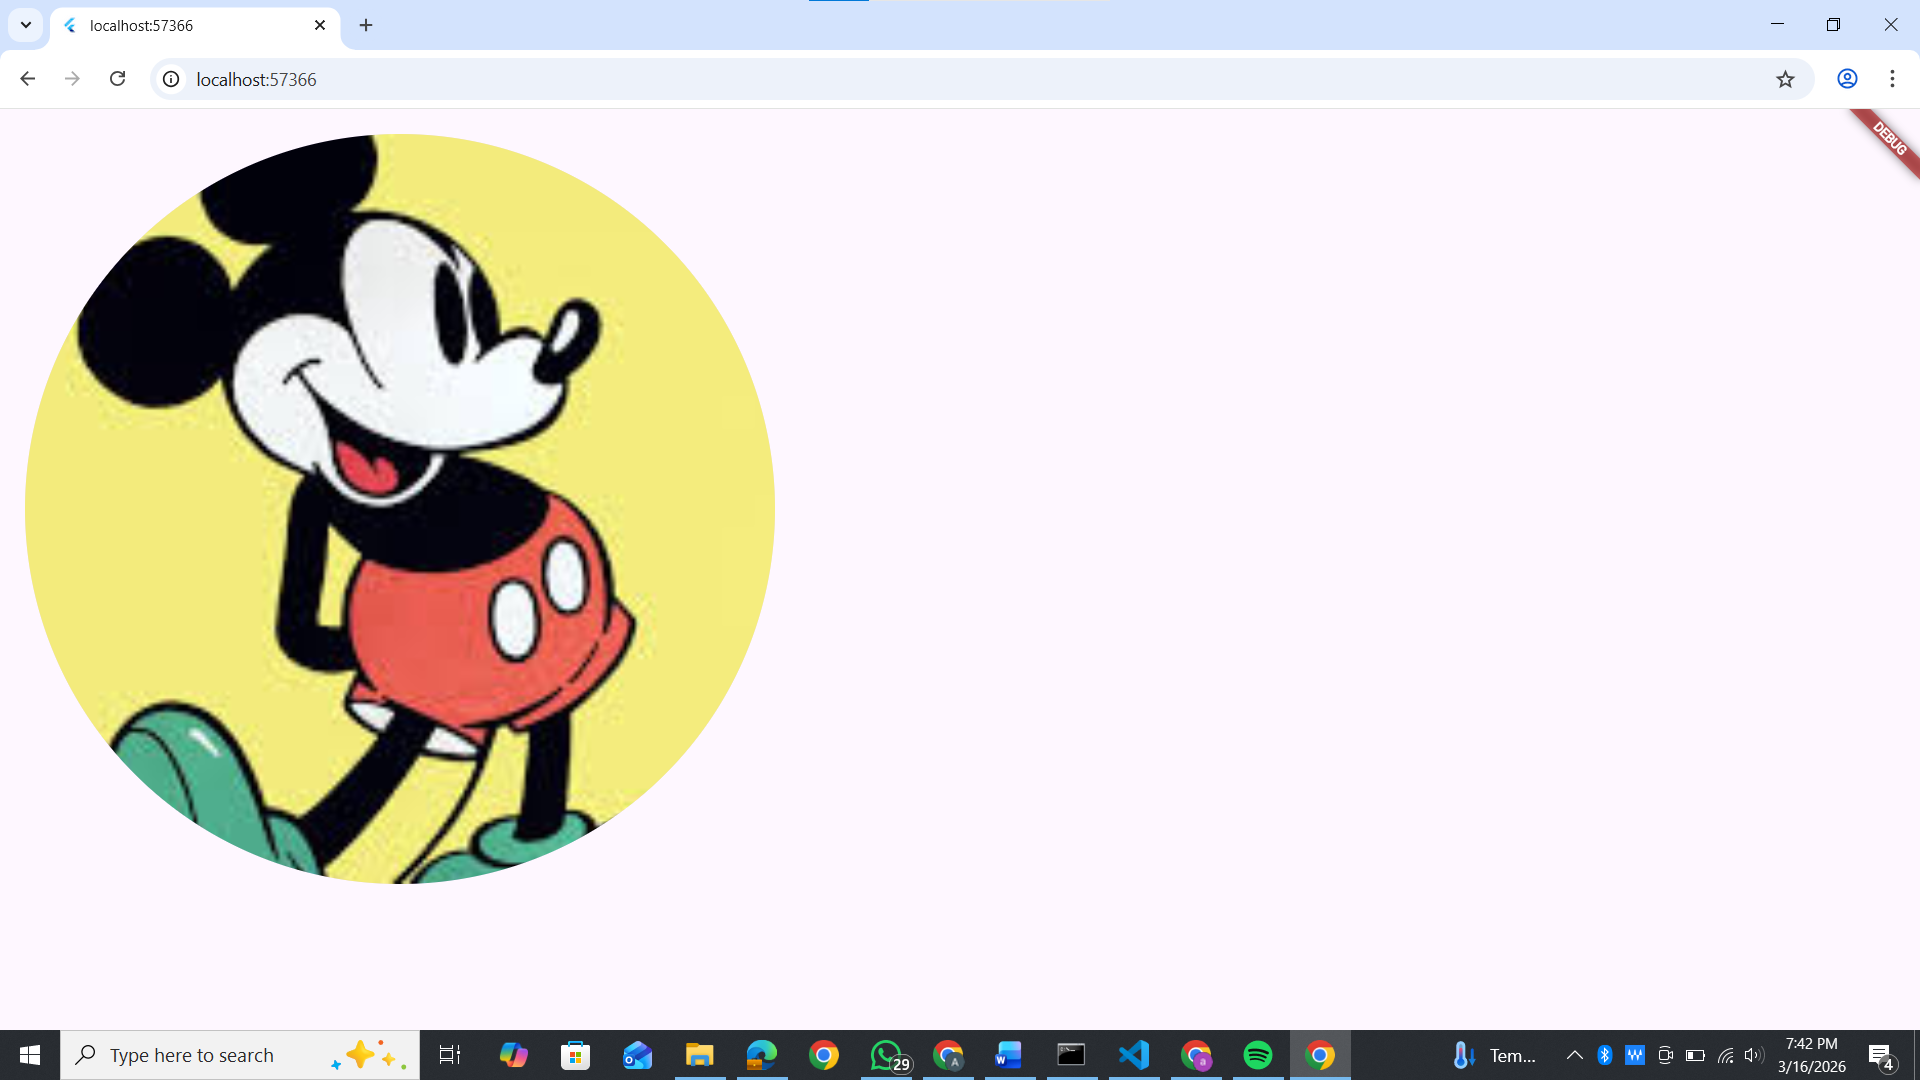 localhost:57366
localhost:57366
DEBUG
Type here to search
29
A
a
Tem...
7:42 PM
3/16/2026
4